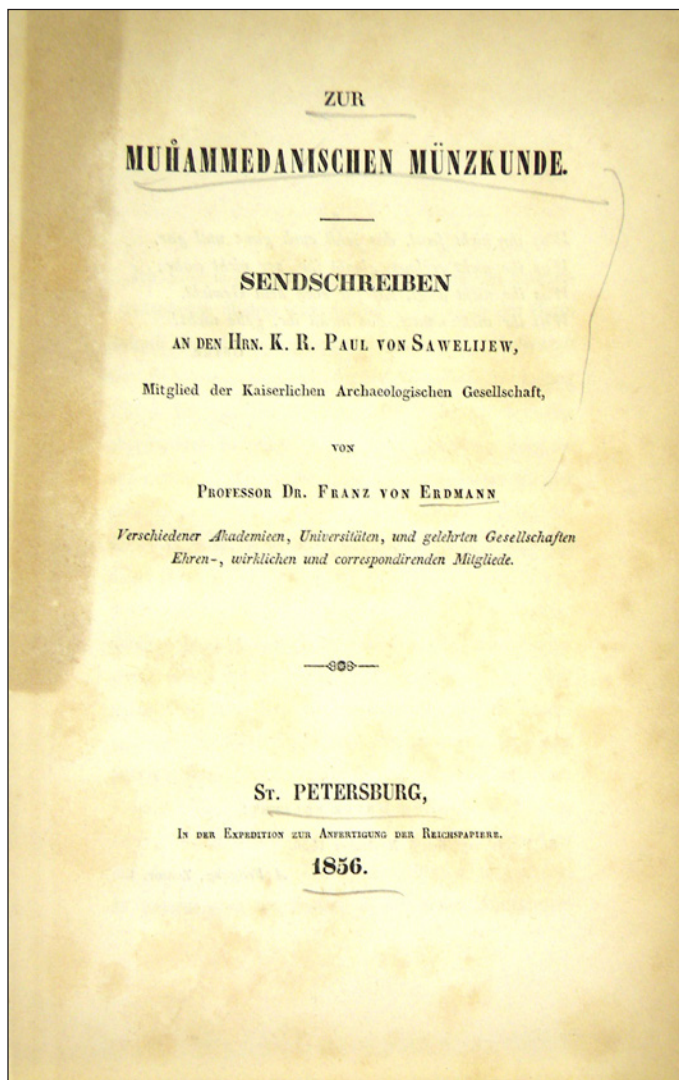 ZUR
MUH̊AMMEDANISCHEN MÜNZKUNDE.
SENDSCHREIBEN
AN DEN HRN. K. R. PAUL VON SAWELIJEW,
Mitglied der Kaiserlichen Archaeologischen Gesellschaft,
VON
PROFESSOR DR. FRANZ VON ERDMANN
Verschiedener Akademieen, Universitäten, und gelehrten Gesellschaften
Ehren-, wirklichen und correspondirenden Mitgliede.
ST. PETERSBURG,
IN DER EXPEDITION ZUR ANFERTIGUNG DER REICHSPAPIERE.
1856.